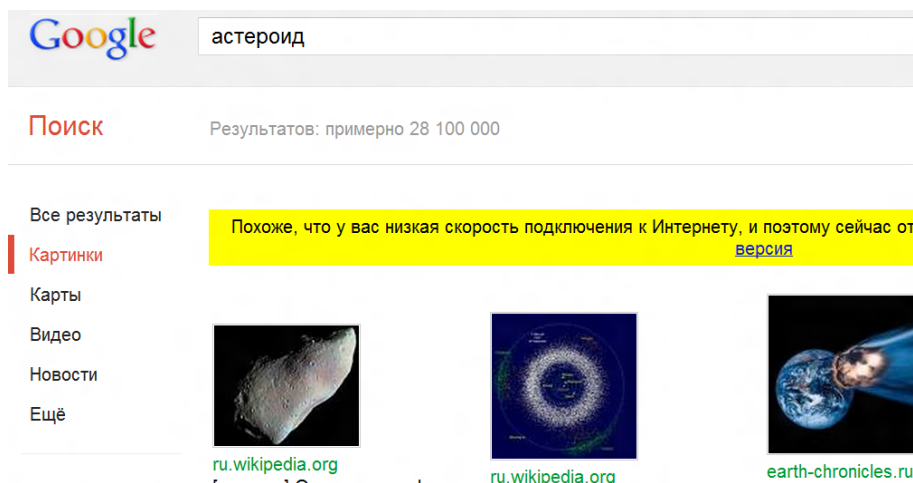 Google
астероид
Поиск
Результатов: примерно 28 100 000
Все результаты
Картинки
Карты
Видео
Новости
Ещё
Похоже, что у вас низкая скорость подключения к Интернету, и поэтому сейчас от
версия
ru.wikipedia.org
ru.wikipedia.org
earth-chronicles.ru